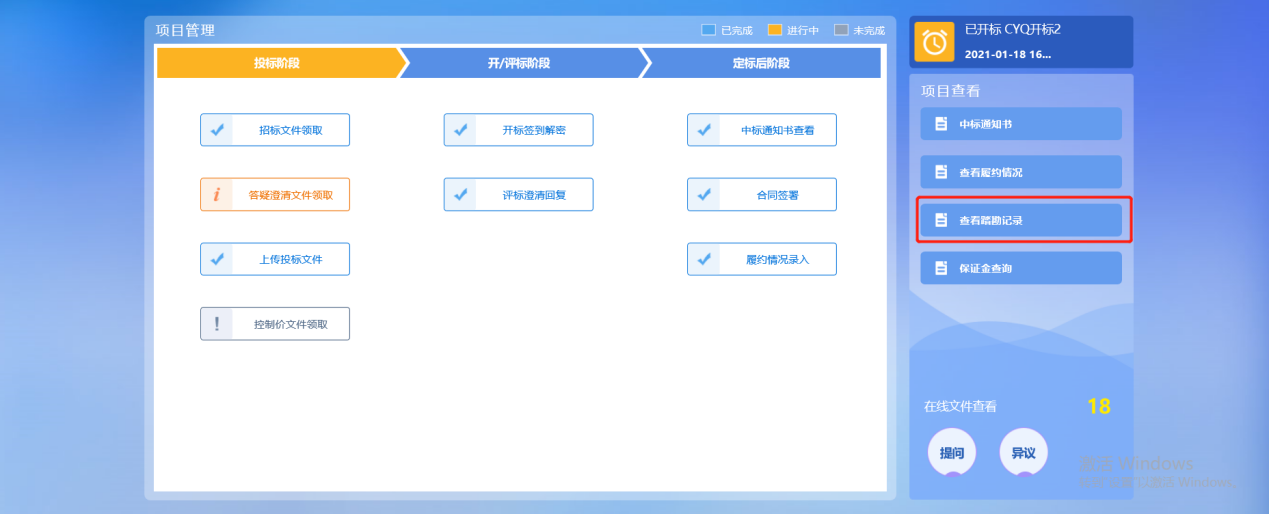 项目管理
已完成 进行中 未完成
投标阶段 开/评标阶段 定标后阶段
招标文件领取 开标签到解密 中标通知书查看
答疑澄清文件领取 评标澄清回复 合同签署
上传投标文件 履约情况录入
控制价文件领取
已开标 CYQ开标2
2021-01-18 16...
项目查看
中标通知书
查看履约情况
查看踏勘记录
保证金查询
在线文件查看 18
提问 异议
激活 Windows